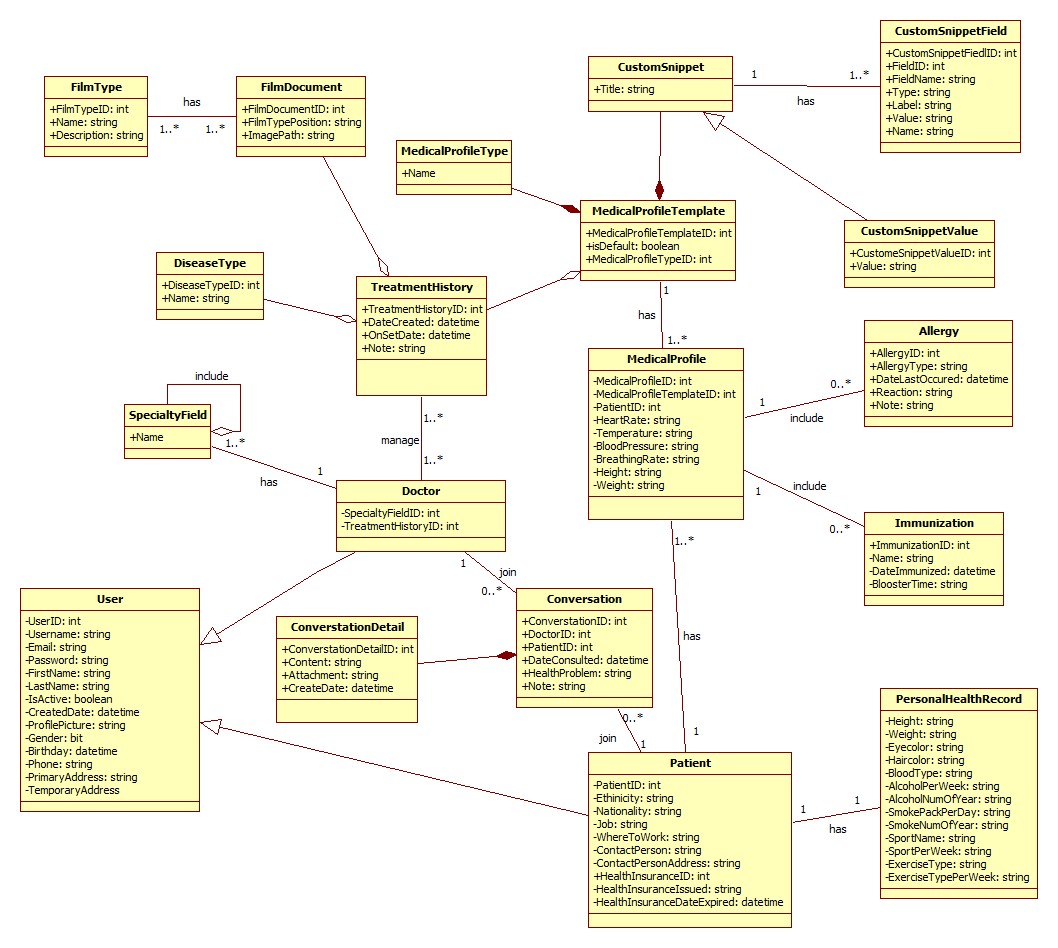 CustomSnippetField
+CustomSnippetFiedlID: int
+FieldID: int
+FieldName: string
+Type: string
+Label: string
+Value: string
+Name: string
CustomSnippet
+Title: string
1
1..*
has
FilmType
+FilmTypeID: int
+Name: string
+Description: string
has
1..*
1..*
FilmDocument
+FilmDocumentID: int
+FilmTypePosition: string
+ImagePath: string
MedicalProfileType
+Name
MedicalProfileTemplate
+MedicalProfileTemplateID: int
+isDefault: boolean
+MedicalProfileTypeID: int
CustomSnippetValue
+CustomeSnippetValueID: int
+Value: string
DiseaseType
+DiseaseTypeID: int
+Name: string
TreatmentHistory
+TreatmentHistoryID: int
+DateCreated: datetime
+OnSetDate: datetime
+Note: string
1
has
1..*
MedicalProfile
-MedicalProfileID: int
-MedicalProfileTemplateID: int
-PatientID: int
-HeartRate: string
-Temperature: string
-BloodPressure: string
-BreathingRate: string
-Height: string
-Weight: string
Allergy
+AllergyID: int
+AllergyType: string
+DateLastOccured: datetime
+Reaction: string
+Note: string
1
0..*
include
include
SpecialtyField
+Name
1..*
has
1
1..*
manage
1..*
Doctor
-SpecialtyFieldID: int
-TreatmentHistoryID: int
1
include
0..*
Immunization
+ImmunizationID: int
-Name: string
-DateImmunized: datetime
-BloosterTime: string
1
join
0..*
User
-UserID: int
-Username: string
-Email: string
-Password: string
-FirstName: string
-LastName: string
-IsActive: boolean
-CreatedDate: datetime
-ProfilePicture: string
-Gender: bit
-Birthday: datetime
-Phone: string
-PrimaryAddress: string
-TemporaryAddress
ConverstationDetail
+ConverstationDetailID: int
+Content: string
+Attachment: string
+CreateDate: datetime
Conversation
+ConverstationID: int
+DoctorID: int
+PatientID: int
+DateConsulted: datetime
+HealthProblem: string
+Note: string
1..*
has
1
0..*
join
1
Patient
-PatientID: int
-Ethinicity: string
-Nationality: string
-Job: string
-WhereToWork: string
-ContactPerson: string
-ContactPersonAddress: string
+HealthInsuranceID: int
-HealthInsuranceIssued: string
-HealthInsuranceDateExpired: datetime
1
1
has
PersonalHealthRecord
-Height: string
-Weight: string
-Eyecolor: string
-Haircolor: string
-BloodType: string
-AlcoholPerWeek: string
-AlcoholNumOfYear: string
-SmokePackPerDay: string
-SmokeNumOfYear: string
-SportName: string
-SportPerWeek: string
-ExerciseType: string
-ExerciseTypePerWeek: string